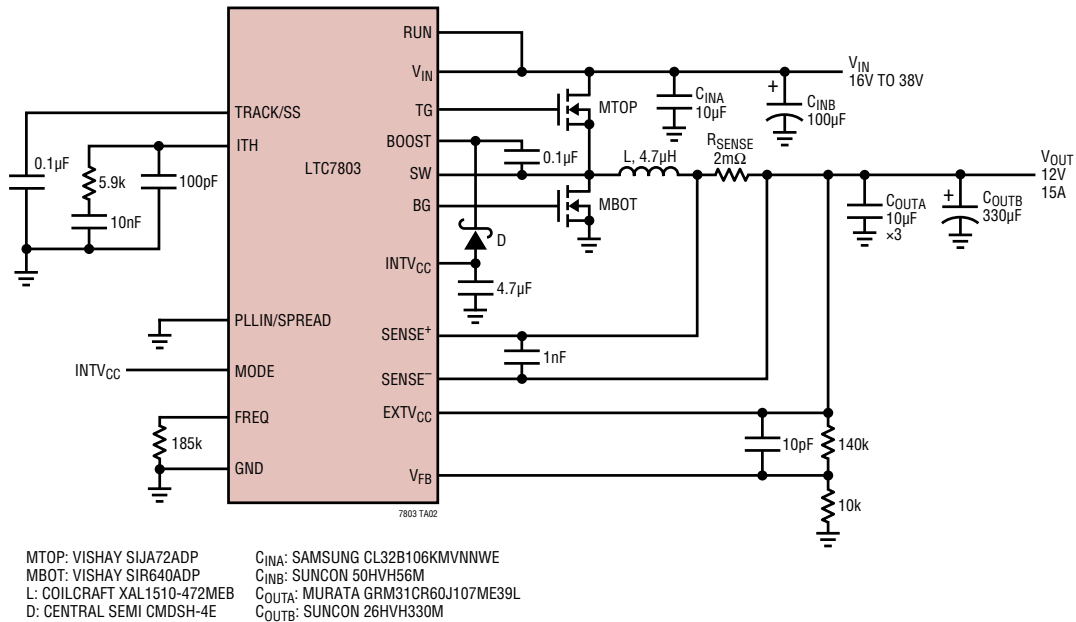 RUN
VIN
TG
BOOST
SW
BG
INTVCC
SENSE+
SENSE−
EXTVCC
VFB
TRACK/SS
ITH
PLLIN/SPREAD
MODE
FREQ
GND
LTC7803
0.1µF
5.9k
10nF
100pF
INTVCC
185k
MTOP
MBOT
0.1µF
D
4.7µF
1nF
L, 4.7µH
RSENSE
2mΩ
CINA
10µF
+
CINB
100µF
VIN
16V TO 38V
VOUT
12V
15A
COUTA
10µF
×3
+
COUTB
330µF
10pF
140k
10k
7803 TA02
MTOP: VISHAY SIJA72ADP
MBOT: VISHAY SIR640ADP
L: COILCRAFT XAL1510-472MEB
D: CENTRAL SEMI CMDSH-4E
CINA: SAMSUNG CL32B106KMVNNWE
CINB: SUNCON 50HVH56M
COUTA: MURATA GRM31CR60J107ME39L
COUTB: SUNCON 26HVH330M